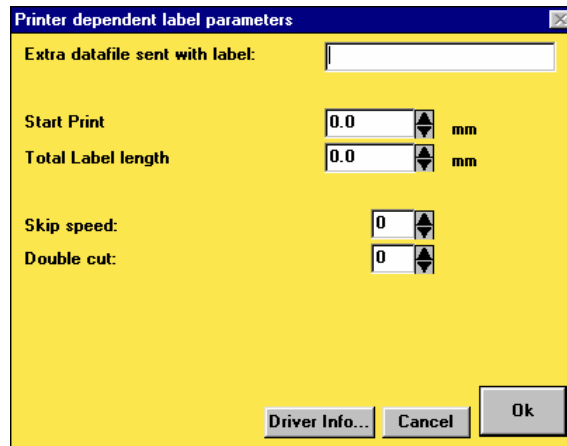 Printer dependent label parameters
Extra datafile sent with label:
Start Print 0.0 mm
Total Label length 0.0 mm
Skip speed: 0
Double cut: 0
Driver Info... Cancel Ok